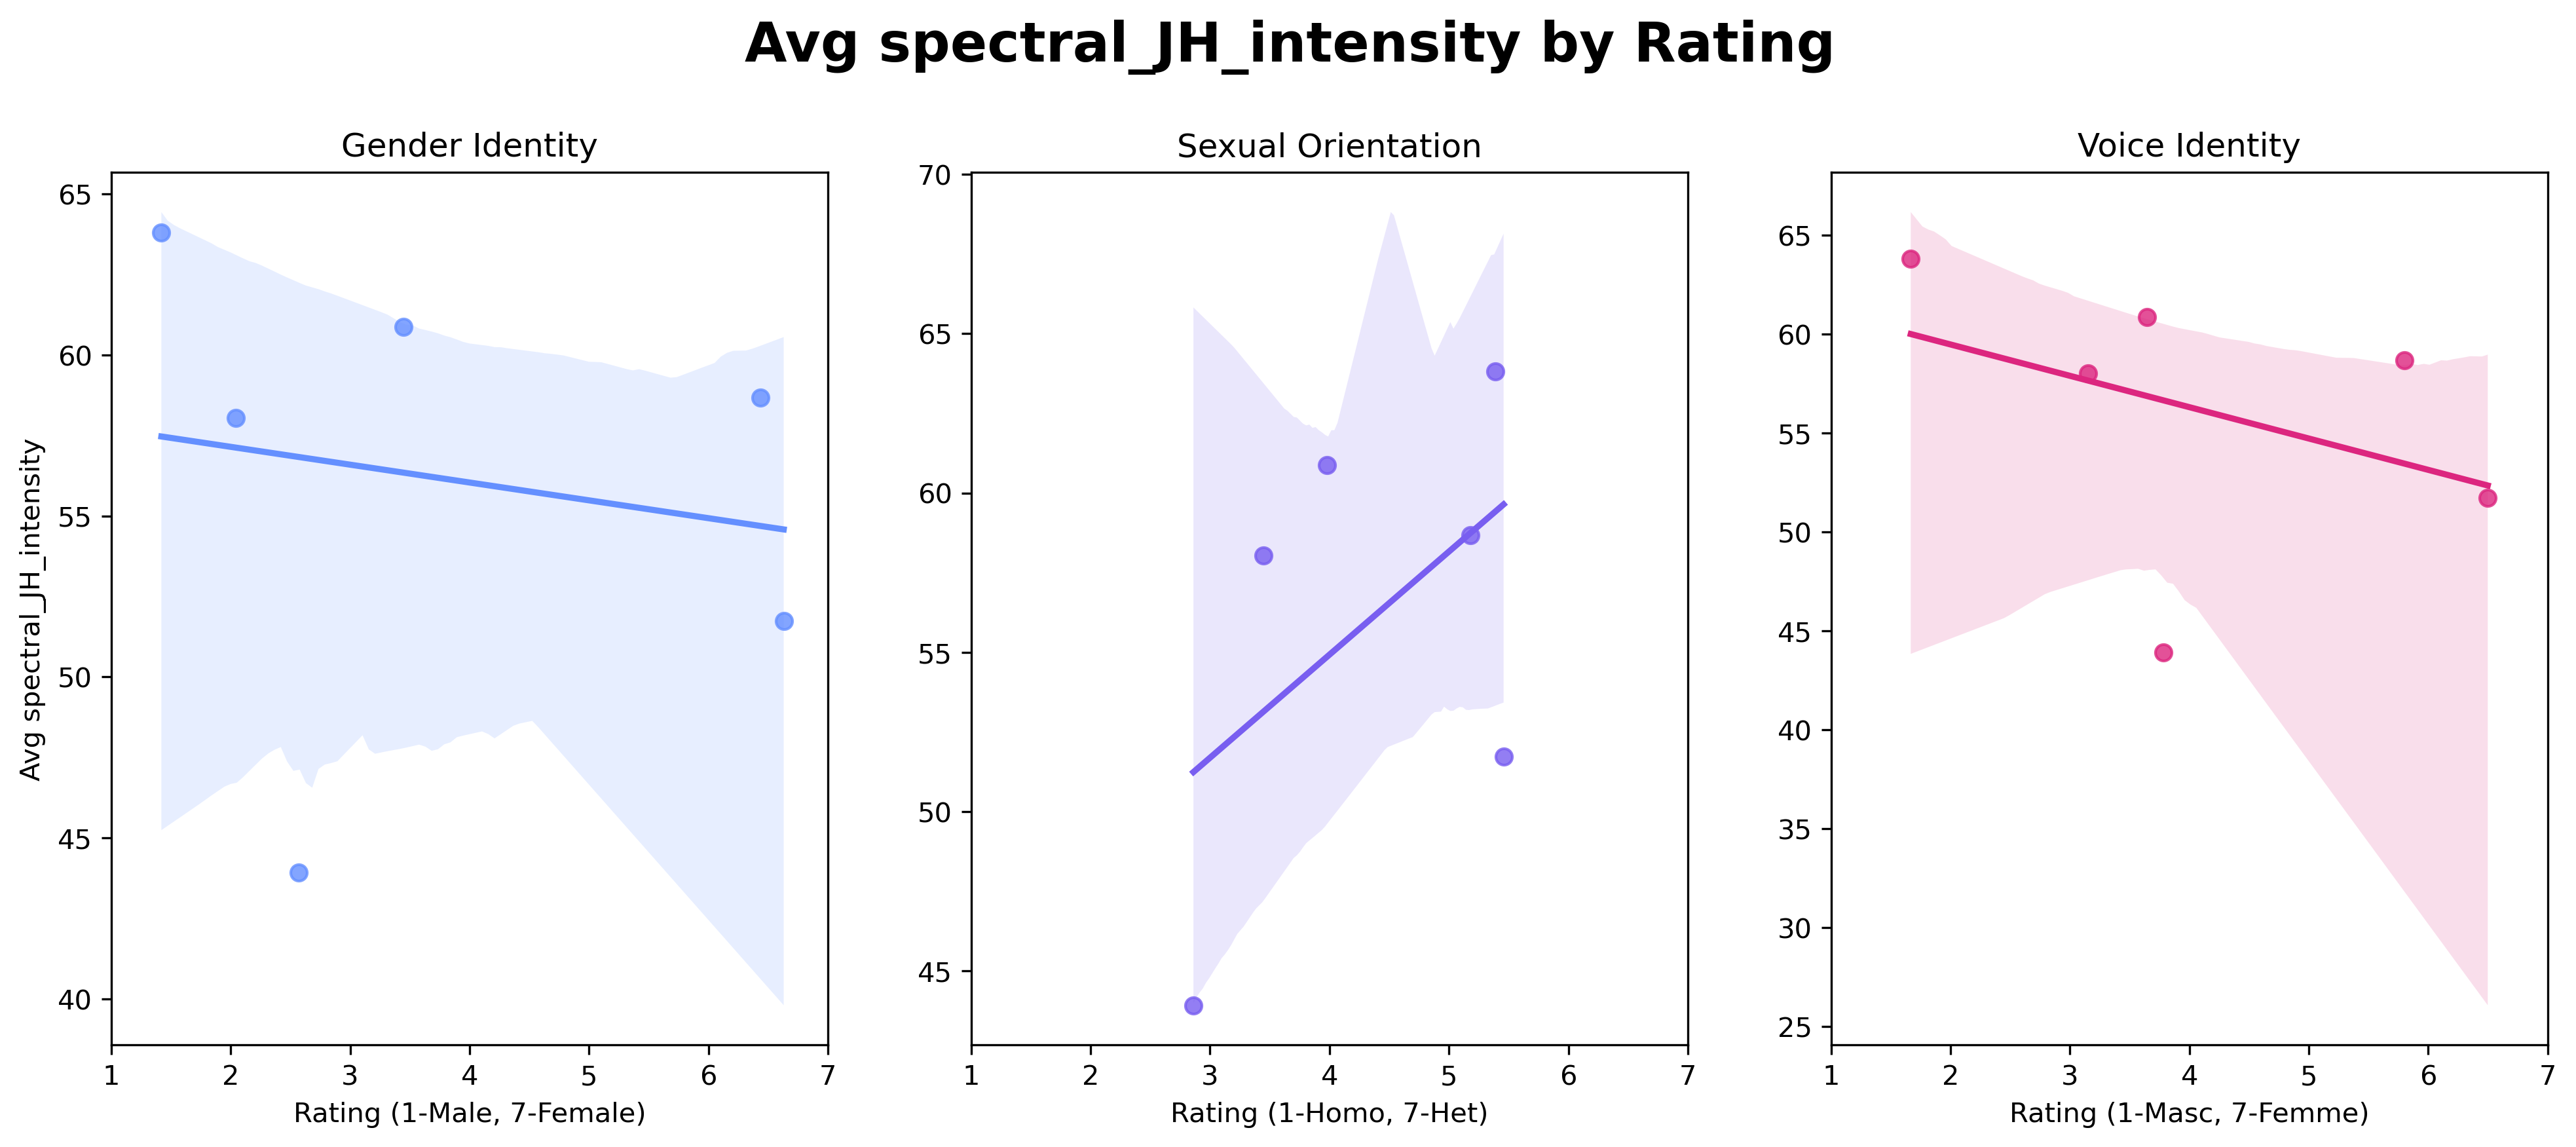 Avg spectral_JH_intensity by Rating
Gender Identity
Avg spectral_JH_intensity
65
60
55
50
45
40
1 2 3 4 5 6 7
Rating (1-Male, 7-Female)
Sexual Orientation
70
65
60
55
50
45
1 2 3 4 5 6 7
Rating (1-Homo, 7-Het)
Voice Identity
65
60
55
50
45
40
35
30
25
1 2 3 4 5 6 7
Rating (1-Masc, 7-Femme)